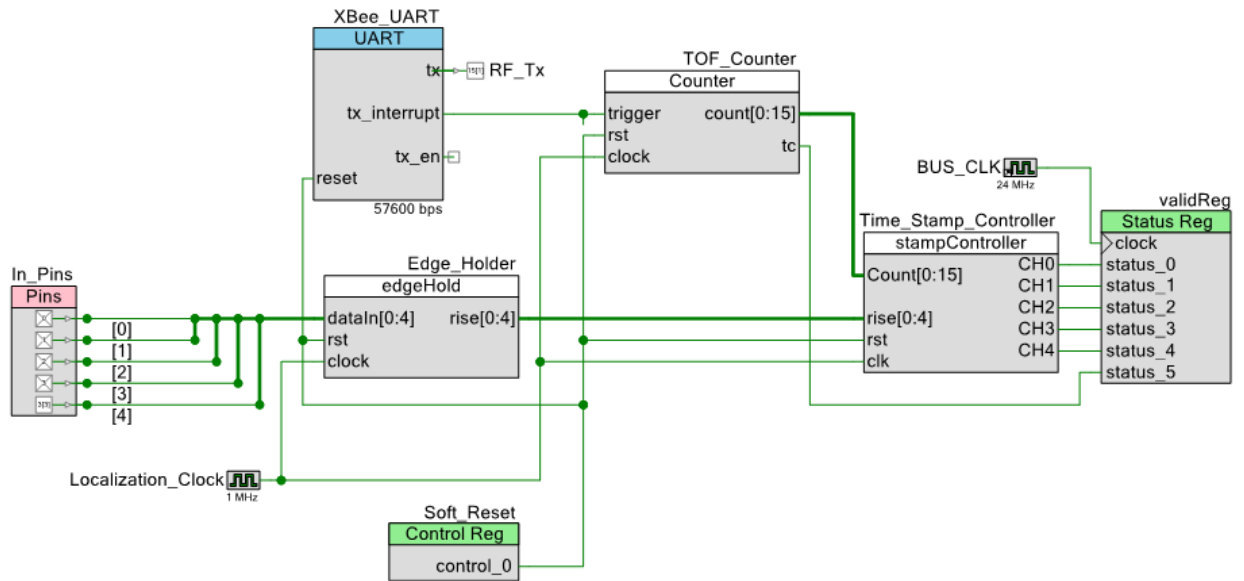 XBee_UART
UART
tx
15[1]
RF_Tx
tx_interrupt
tx_en
reset
57600 bps
TOF_Counter
Counter
trigger
count[0:15]
rst
tc
clock
BUS_CLK
24 MHz
validReg
Status Reg
clock
status_0
status_1
status_2
status_3
status_4
status_5
Time_Stamp_Controller
stampController
Count[0:15]
CH0
CH1
CH2
CH3
CH4
rise[0:4]
rst
clk
In_Pins
Pins
[0]
[1]
[2]
[3]
[4]
Edge_Holder
edgeHold
dataIn[0:4]
rise[0:4]
rst
clock
Localization_Clock
1 MHz
Soft_Reset
Control Reg
control_0